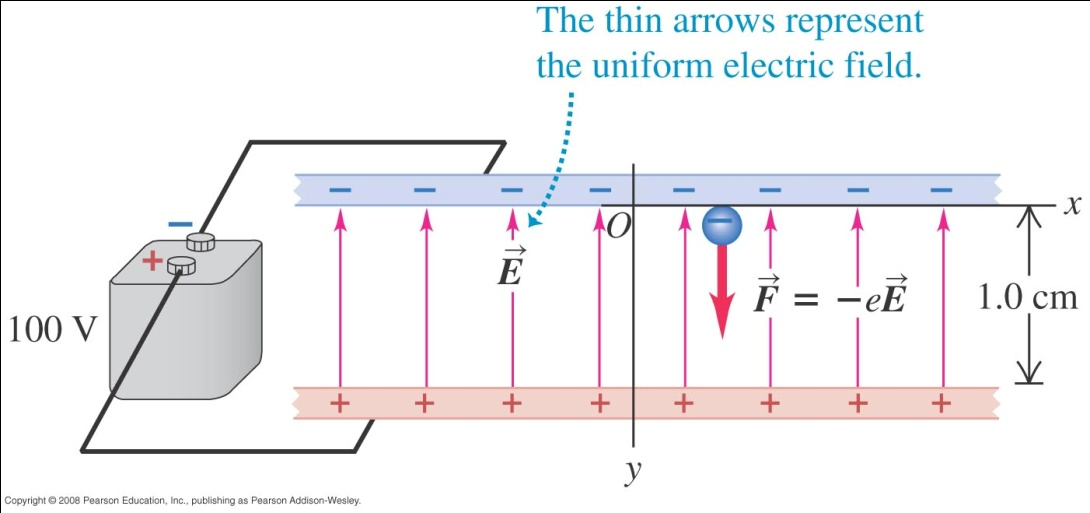 The thin arrows represent
the uniform electric field.
− − − − − − − −
x
−
O
−
+
E⃗
F⃗ = −eE⃗
1.0 cm
100 V
+ + + + + + + +
y
Copyright © 2008 Pearson Education, Inc., publishing as Pearson Addison-Wesley.